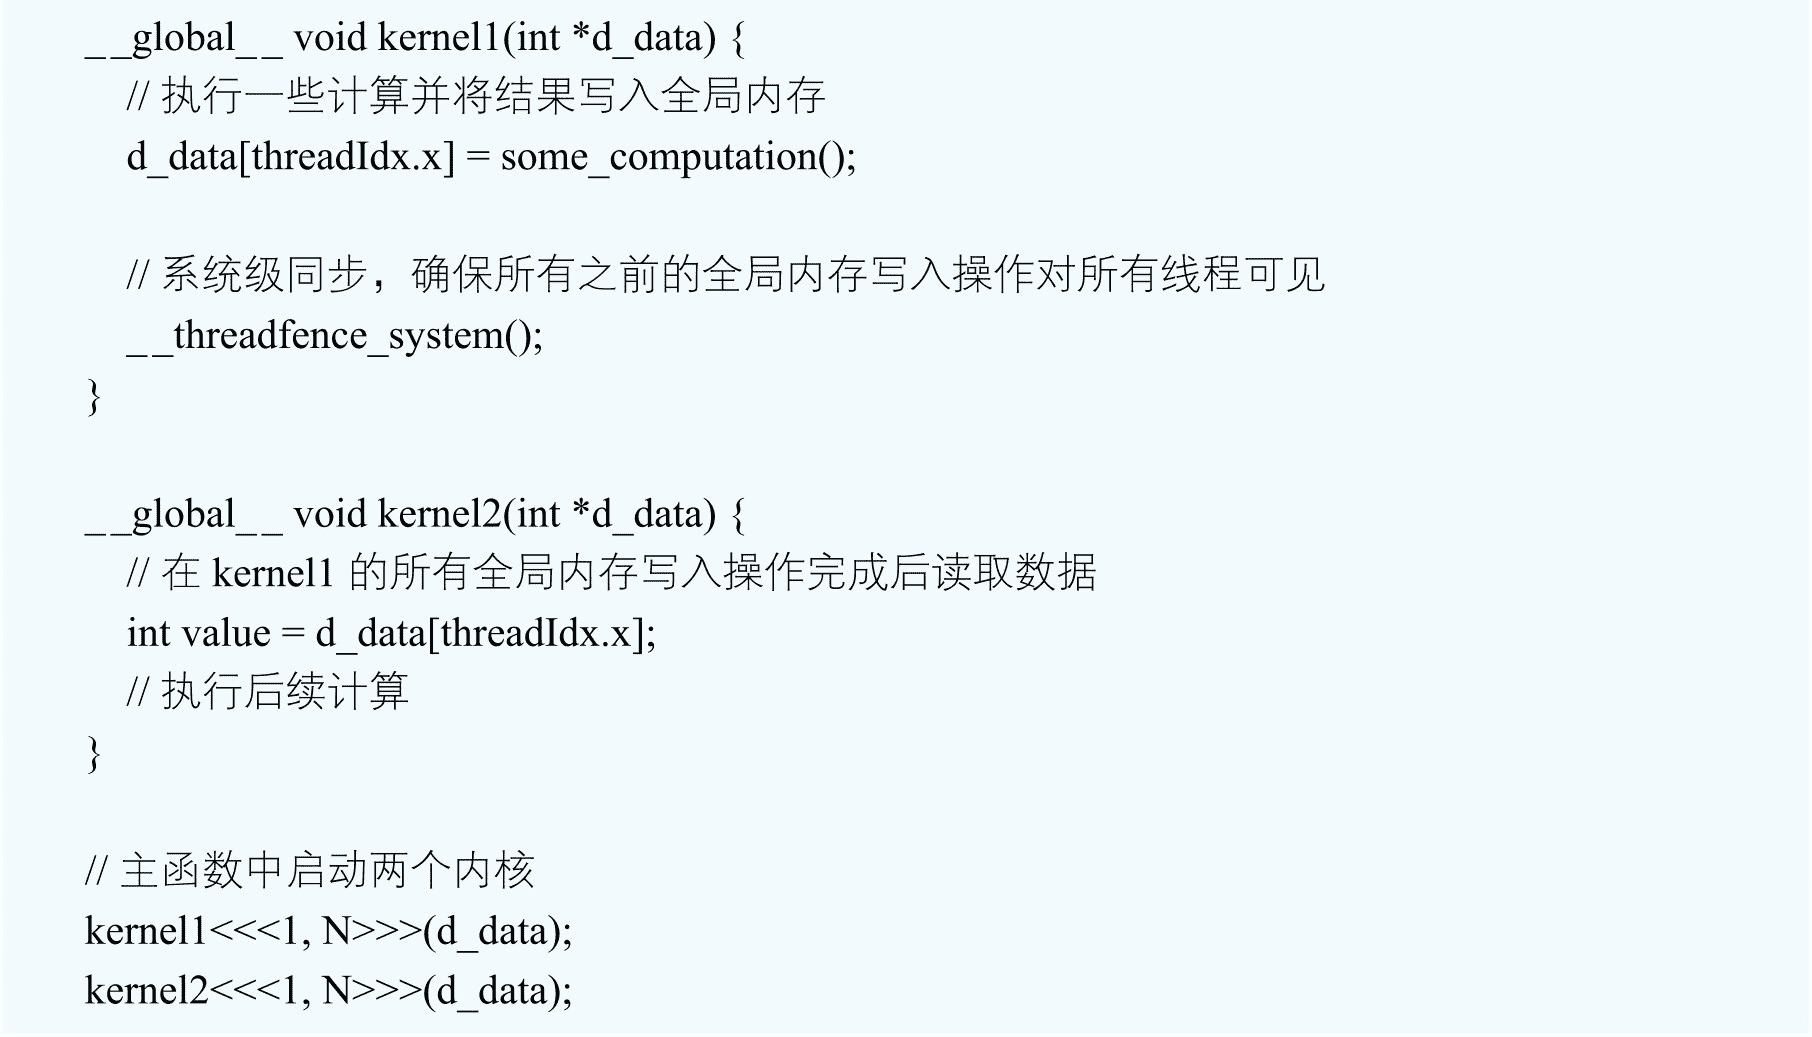 __global__ void kernel1(int *d_data) {
// 执行一些计算并将结果写入全局内存
d_data[threadIdx.x] = some_computation();
// 系统级同步，确保所有之前的全局内存写入操作对所有线程可见
__threadfence_system();
}
__global__ void kernel2(int *d_data) {
// 在 kernel1 的所有全局内存写入操作完成后读取数据
int value = d_data[threadIdx.x];
// 执行后续计算
}
// 主函数中启动两个内核
kernel1<<<1, N>>>(d_data);
kernel2<<<1, N>>>(d_data);